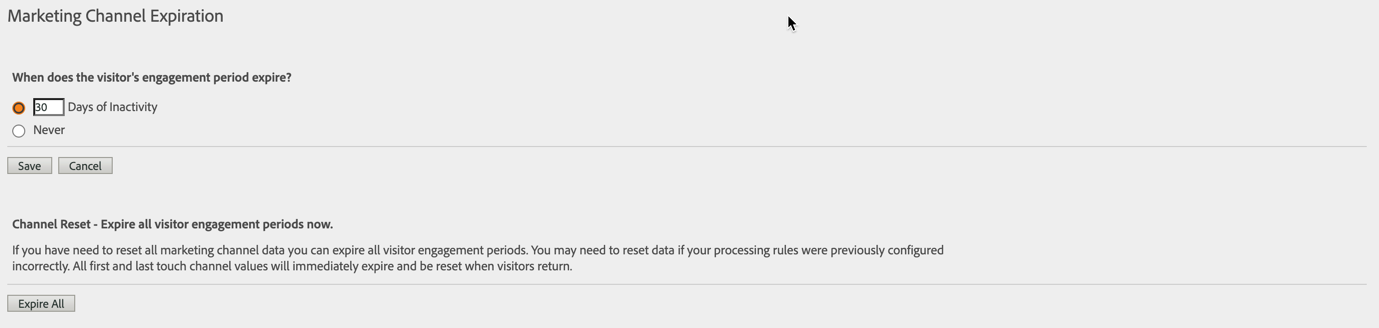 Marketing Channel Expiration
When does the visitor's engagement period expire?
30 Days of Inactivity
Never
Save Cancel
Channel Reset - Expire all visitor engagement periods now.
If you have need to reset all marketing channel data you can expire all visitor engagement periods. You may need to reset data if your processing rules were previously configured
incorrectly. All first and last touch channel values will immediately expire and be reset when visitors return.
Expire All